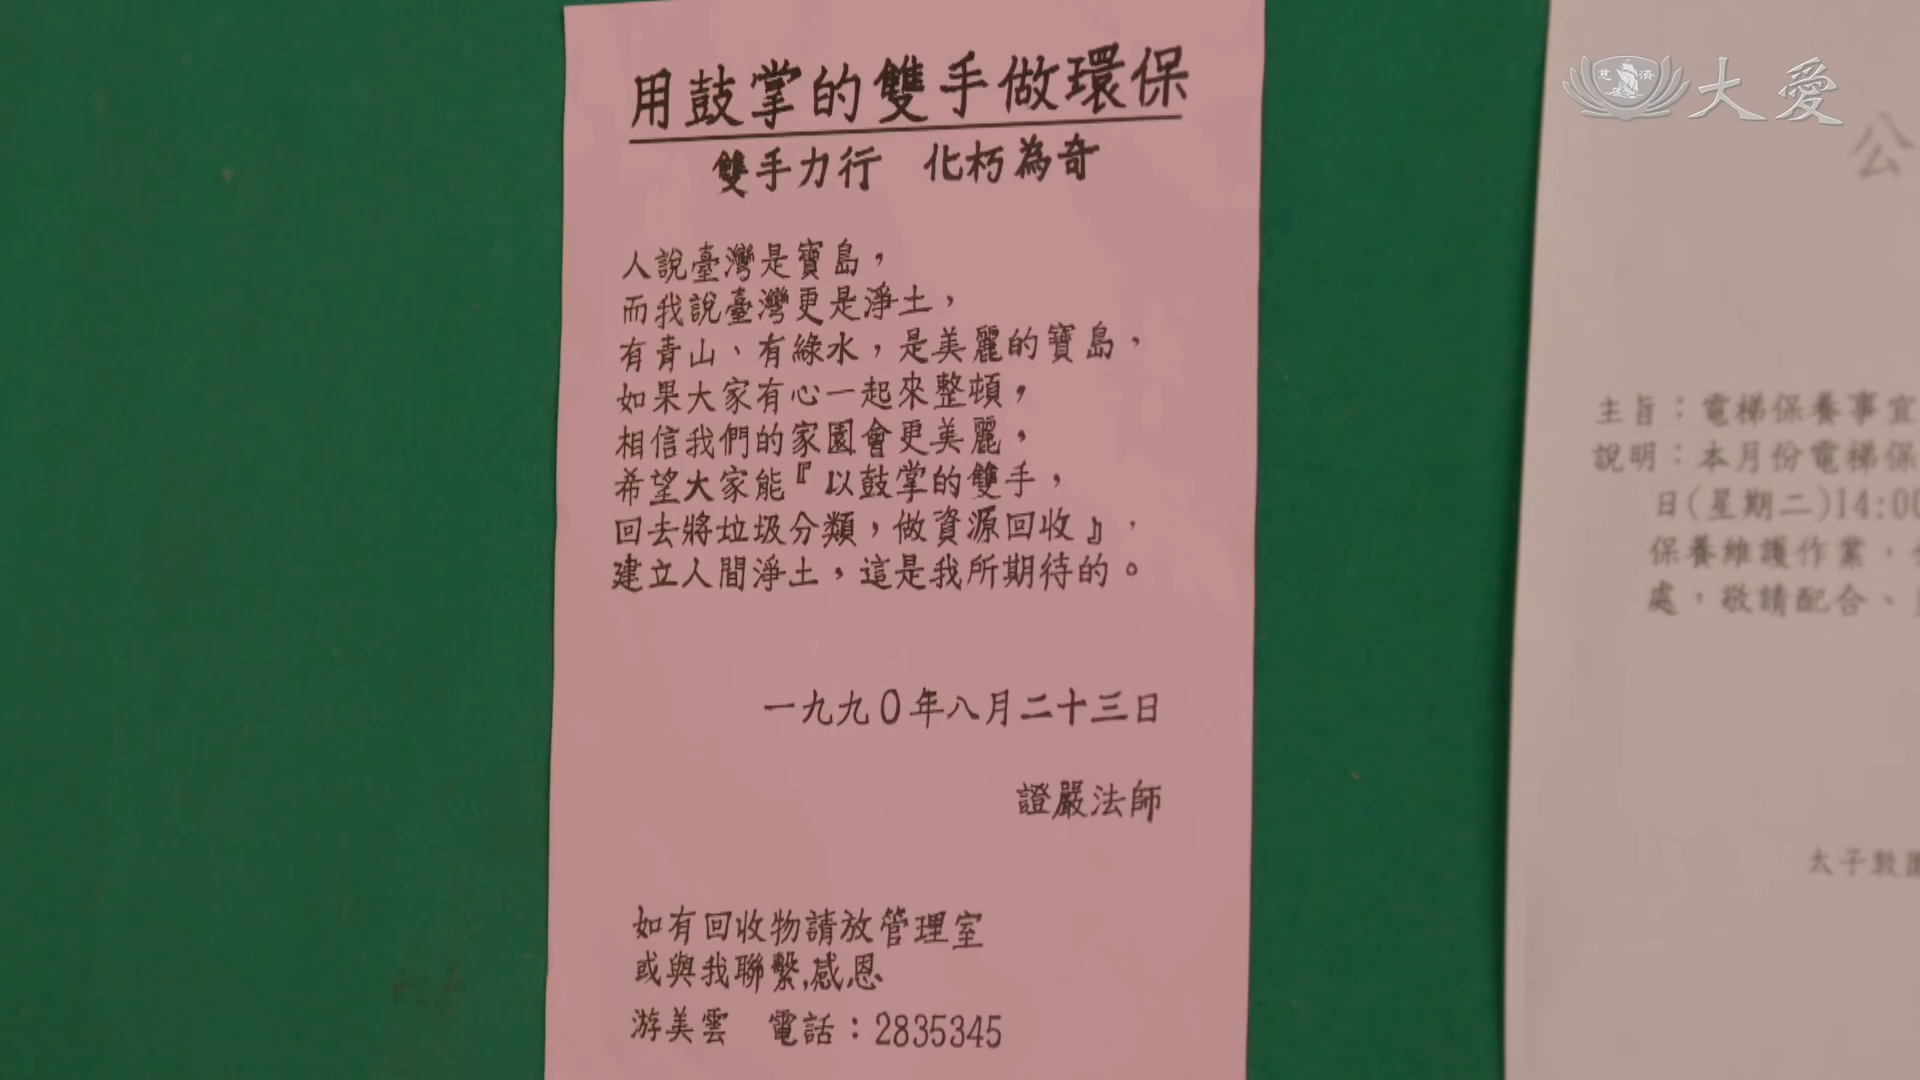 用鼓掌的雙手做環保
雙手力行 化朽為奇
人說臺灣是寶島，
而我說臺灣更是淨土，
有青山、有綠水，是美麗的寶島，
如果大家有心一起來整頓，
相信我們的家園會更美麗，
希望大家能『以鼓掌的雙手，
回去將垃圾分類，做資源回收』，
建立人間淨土，這是我所期待的。
一九九0年八月二十三日
證嚴法師
如有回收物請放管理室
或與我聯繫,感恩
游美雲 電話：2835345
慈濟 大愛
公
主旨：電梯保養事宜
說明：本月份電梯保
日(星期二)14:00
保養維護作業，
處，敬請配合、
太子敦